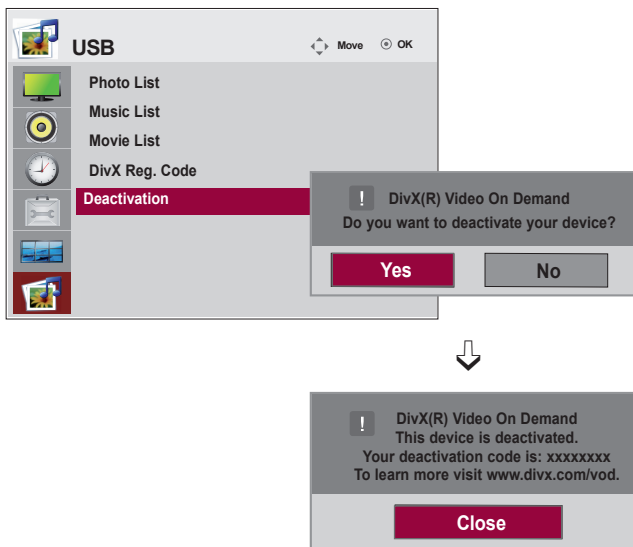 USB
Move OK
Photo List
Music List
Movie List
DivX Reg. Code
Deactivation
! DivX(R) Video On Demand
Do you want to deactivate your device?
Yes No
! DivX(R) Video On Demand
This device is deactivated.
Your deactivation code is: xxxxxxxx
To learn more visit www.divx.com/vod.
Close